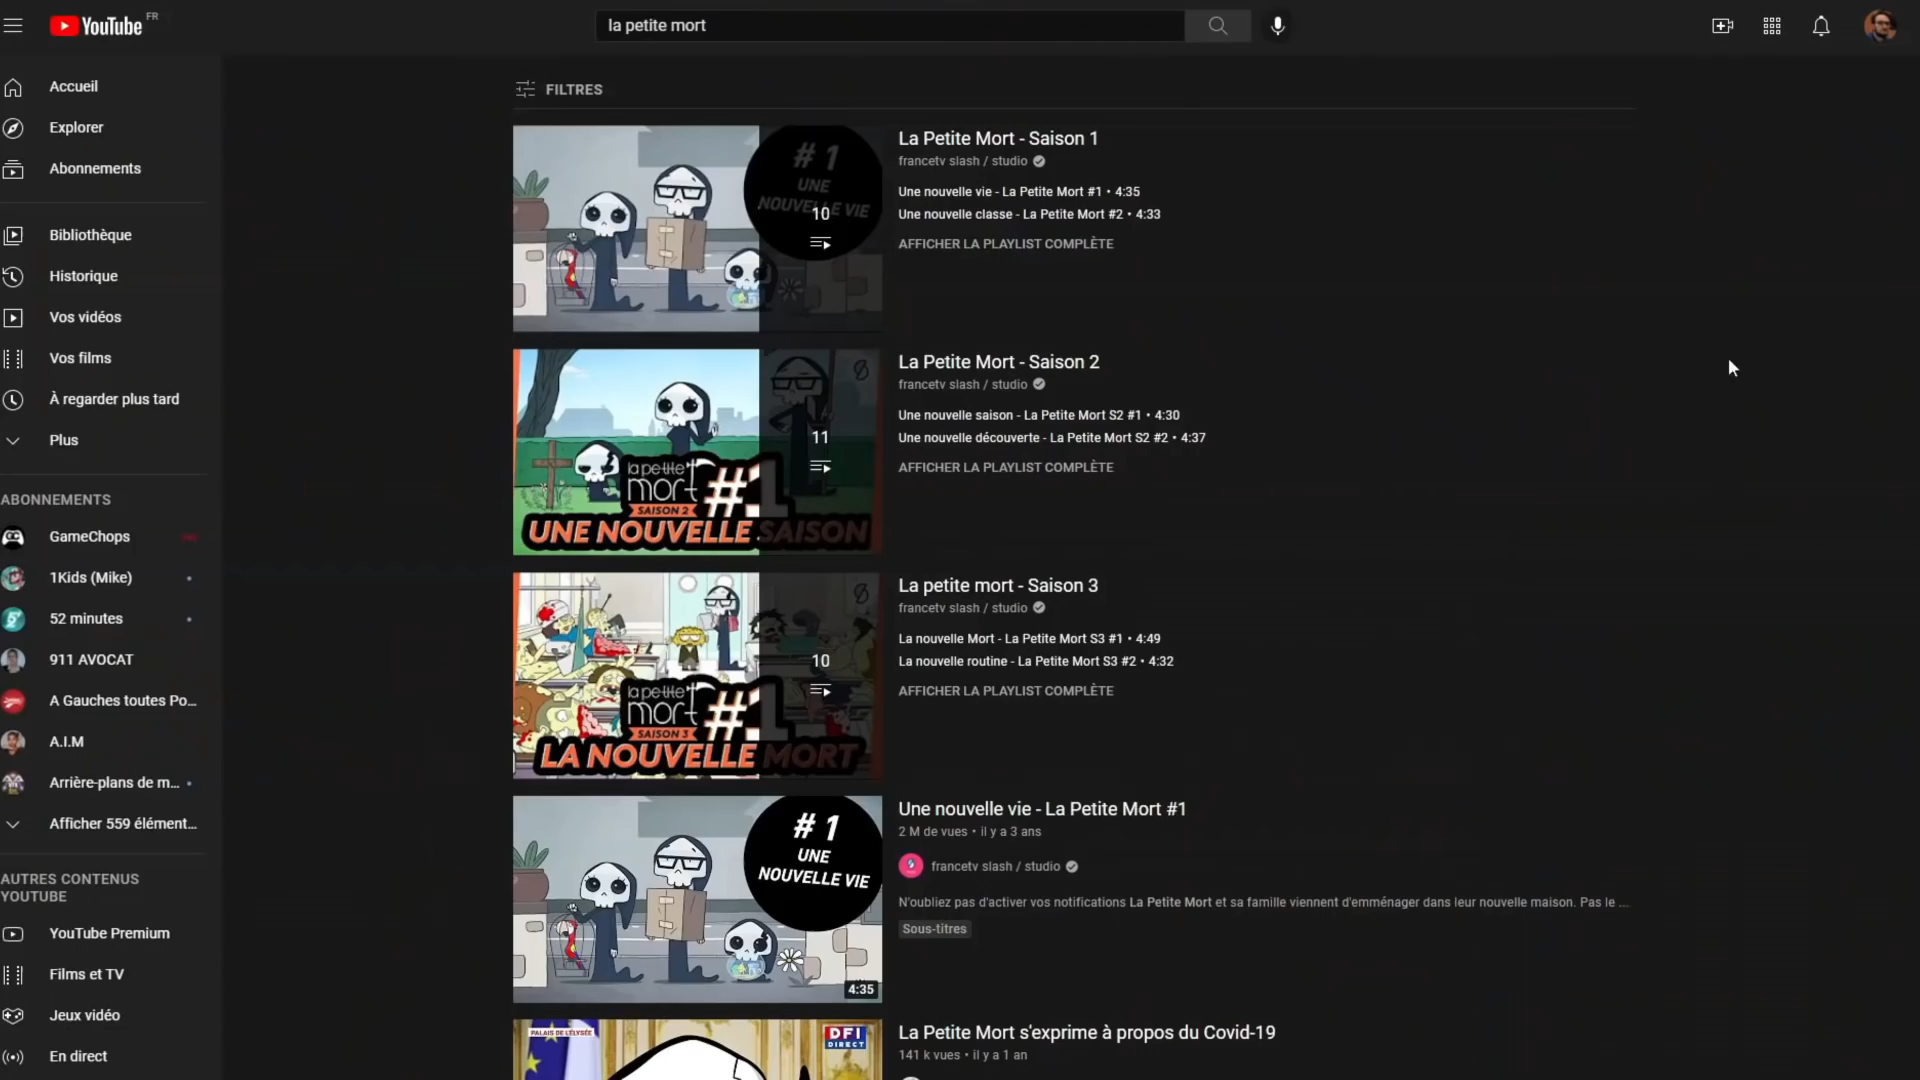 YouTube FR
la petite mort
Accueil
Explorer
Abonnements
Bibliothèque
Historique
Vos vidéos
Vos films
À regarder plus tard
Plus
ABONNEMENTS
GameChops
1Kids (Mike)
52 minutes
911 AVOCAT
A Gauches toutes Po...
A.I.M
Arrière-plans de m...
Afficher 559 élément...
AUTRES CONTENUS
YOUTUBE
YouTube Premium
Films et TV
Jeux vidéo
En direct
FILTRES
# 1
UNE
NOUVELLE VIE
10
La Petite Mort - Saison 1
francetv slash / studio
Une nouvelle vie - La Petite Mort #1 • 4:35
Une nouvelle classe - La Petite Mort #2 • 4:33
AFFICHER LA PLAYLIST COMPLÈTE
11
la petite
mort #1
SAISON 2
UNE NOUVELLE SAISON
La Petite Mort - Saison 2
francetv slash / studio
Une nouvelle saison - La Petite Mort S2 #1 • 4:30
Une nouvelle découverte - La Petite Mort S2 #2 • 4:37
AFFICHER LA PLAYLIST COMPLÈTE
10
la petite
mort #1
SAISON 3
LA NOUVELLE MORT
La petite mort - Saison 3
francetv slash / studio
La nouvelle Mort - La Petite Mort S3 #1 • 4:49
La nouvelle routine - La Petite Mort S3 #2 • 4:32
AFFICHER LA PLAYLIST COMPLÈTE
# 1
UNE
NOUVELLE VIE
4:35
Une nouvelle vie - La Petite Mort #1
2 M de vues • il y a 3 ans
francetv slash / studio
N'oubliez pas d'activer vos notifications La Petite Mort et sa famille viennent d'emménager dans leur nouvelle maison. Pas le ...
Sous-titres
PALAIS DE L'ÉLYSÉE
DFI
DIRECT
La Petite Mort s'exprime à propos du Covid-19
141 k vues • il y a 1 an